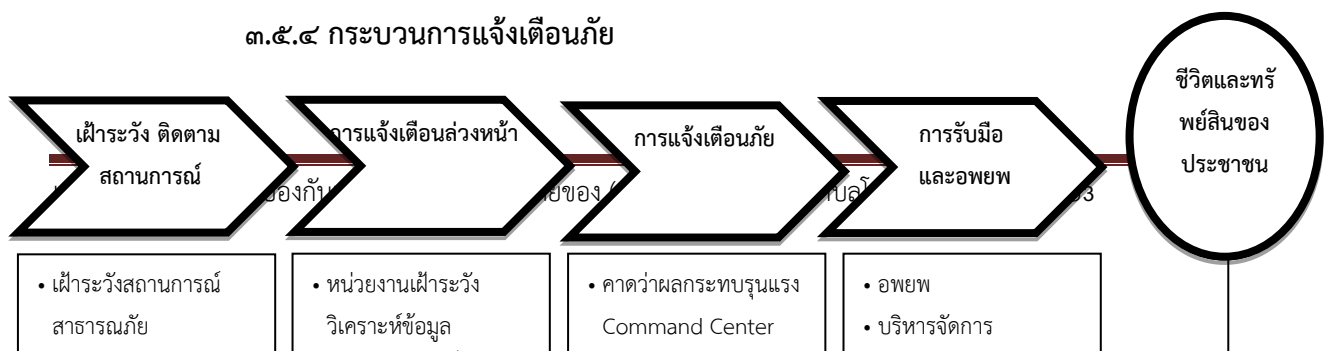 ๓.๕.๔ กระบวนการแจ้งเตือนภัย
เฝ้าระวัง ติดตาม
สถานการณ์
การแจ้งเตือนล่วงหน้า
การแจ้งเตือนภัย
การรับมือ
และอพยพ
ชีวิตและทรั
พย์สินของ
ประชาชน
• เฝ้าระวังสถานการณ์
สาธารณภัย
• หน่วยงานเฝ้าระวัง
วิเคราะห์ข้อมูล
• คาดว่าผลกระทบรุนแรง
Command Center
• อพยพ
• บริหารจัดการ